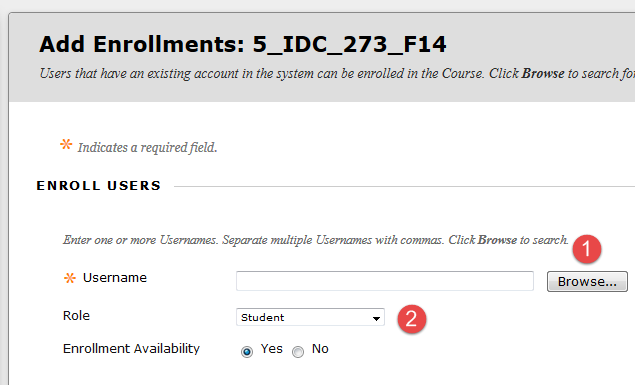 Add Enrollments: 5_IDC_273_F14
Users that have an existing account in the system can be enrolled in the Course. Click Browse to search for
* Indicates a required field.
ENROLL USERS
Enter one or more Usernames. Separate multiple Usernames with commas. Click Browse to search.
1
* Username
Browse...
Role
Student
2
Enrollment Availability
Yes
No